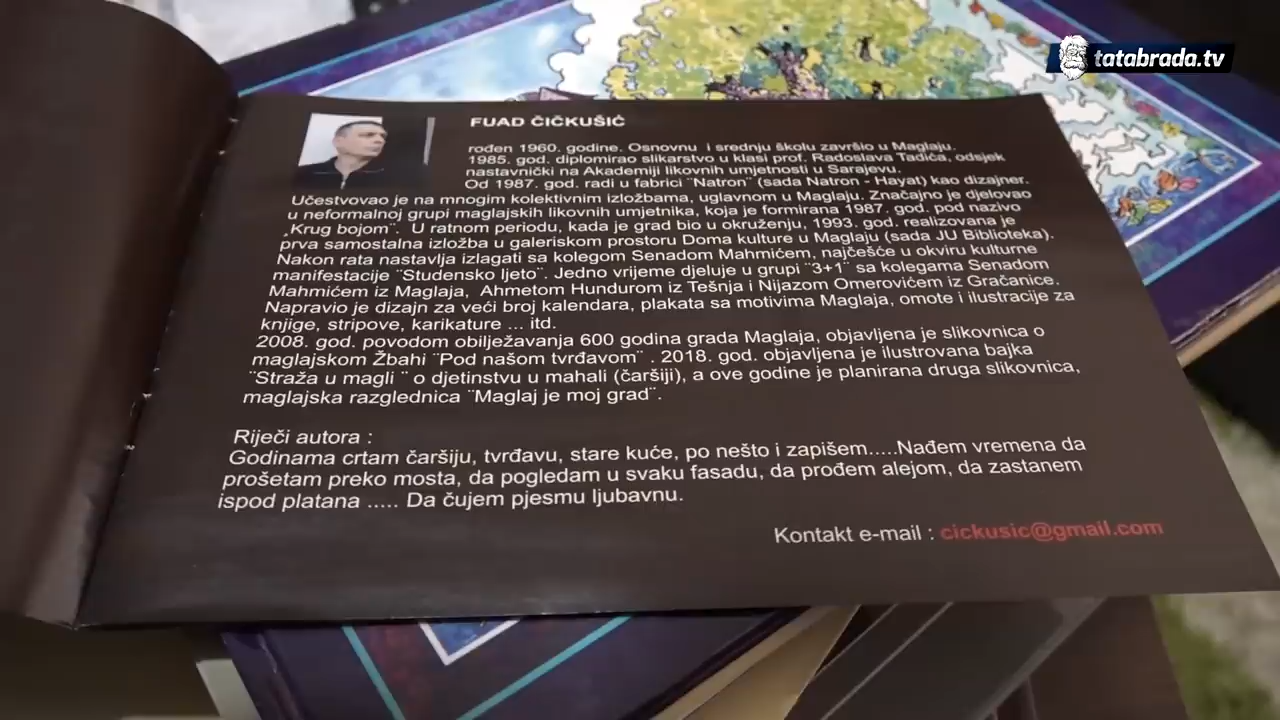 tatabrada.tv
FUAD ČIČKUŠIĆ
rođen 1960. godine. Osnovnu i srednju školu završio u Maglaju.
1985. god. diplomirao slikarstvo u klasi prof. Radoslava Tadića, odsjek
nastavnički na Akademiji likovnih umjetnosti u Sarajevu.
Od 1987. god. radi u fabrici ¨Natron¨ (sada Natron - Hayat) kao dizajner.
Učestvovao je na mnogim kolektivnim izložbama, uglavnom u Maglaju. Značajno je djelovao
u neformalnoj grupi maglajskih likovnih umjetnika, koja je formirana 1987. god. pod nazivo
„Krug bojom¨. U ratnom periodu, kada je grad bio u okruženju, 1993. god. realizovana je
prva samostalna izložba u galeriskom prostoru Doma kulture u Maglaju (sada JU Biblioteka).
Nakon rata nastavlja izlagati sa kolegom Senadom Mahmićem, najčešće u okviru kulturne
manifestacije ¨Studensko ljeto¨. Jedno vrijeme djeluje u grupi ¨3+1¨ sa kolegama Senadom
Mahmićem iz Maglaja, Ahmetom Hundurom iz Tešnja i Nijazom Omerovićem iz Gračanice.
Napravio je dizajn za veći broj kalendara, plakata sa motivima Maglaja, omote i ilustracije za
knjige, stripove, karikature ... itd.
2008. god. povodom obilježavanja 600 godina grada Maglaja, objavljena je slikovnica o
maglajskom Žbahi ¨Pod našom tvrđavom¨ . 2018. god. objavljena je ilustrovana bajka
¨Straža u magli ¨ o djetinstvu u mahali (čaršiji), a ove godine je planirana druga slikovnica,
maglajska razglednica ¨Maglaj je moj grad¨.
Riječi autora :
Godinama crtam čaršiju, tvrđavu, stare kuće, po nešto i zapišem.....Nađem vremena da
prošetam preko mosta, da pogledam u svaku fasadu, da prođem alejom, da zastanem
ispod platana ..... Da čujem pjesmu ljubavnu.
Kontakt e-mail : cickusic@gmail.com